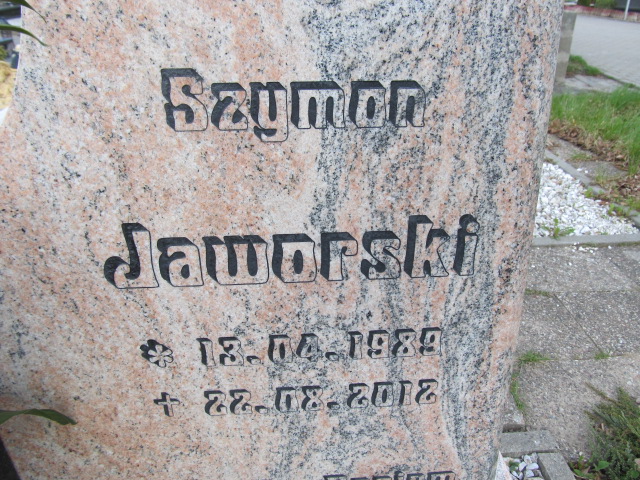 Szymon
Jaworski
* 13.04.1989
+ 22.08.2012